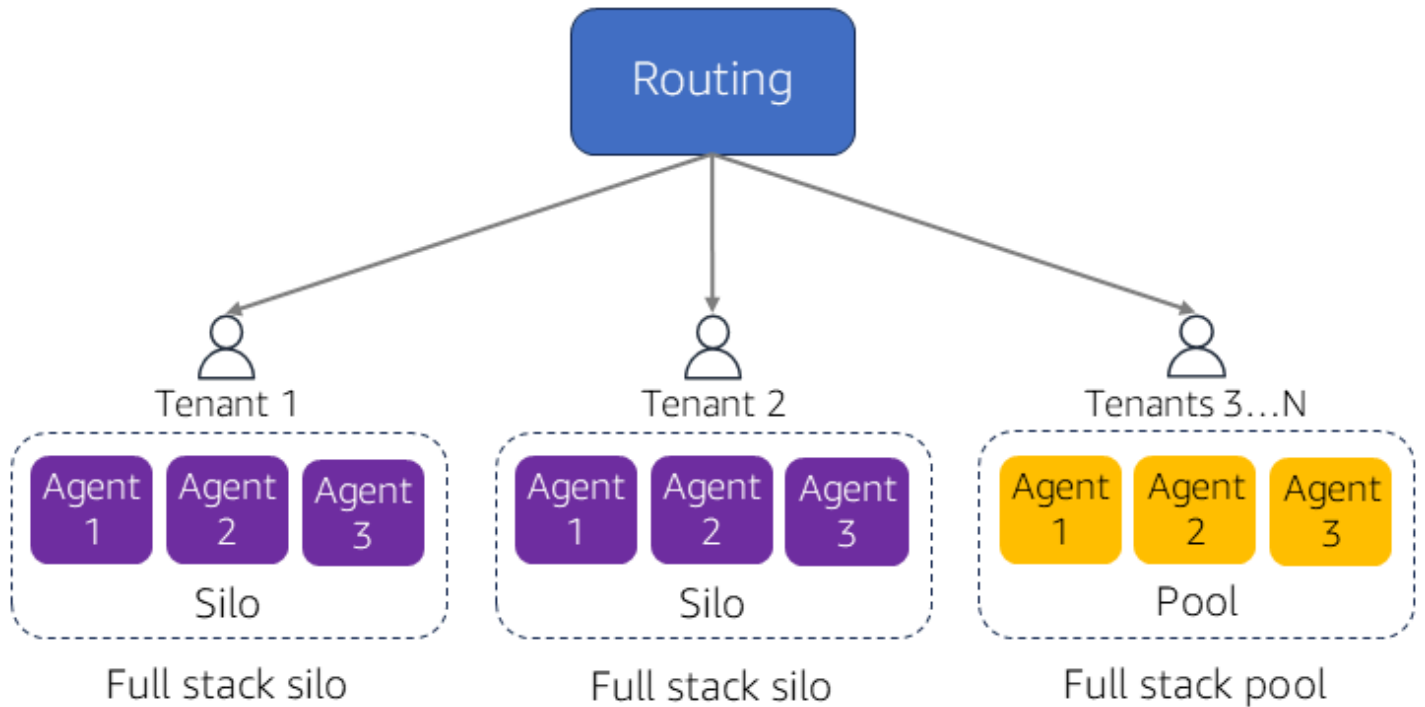 Routing
Tenant 1
Tenant 2
Tenants 3...N
Agent
1
Agent
2
Agent
3
Silo
Agent
1
Agent
2
Agent
3
Silo
Agent
1
Agent
2
Agent
3
Pool
Full stack silo
Full stack silo
Full stack pool